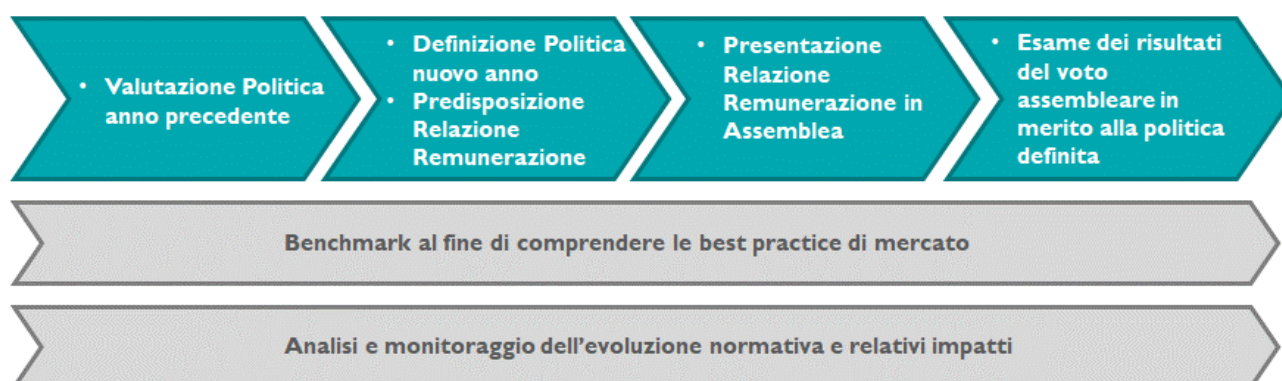 • Valutazione Politica
anno precedente
• Definizione Politica
nuovo anno
• Predisposizione
Relazione
Remunerazione
• Presentazione
Relazione
Remunerazione in
Assemblea
• Esame dei risultati
del voto
assembleare in
merito alla politica
definita
Benchmark al fine di comprendere le best practice di mercato
Analisi e monitoraggio dell'evoluzione normativa e relativi impatti